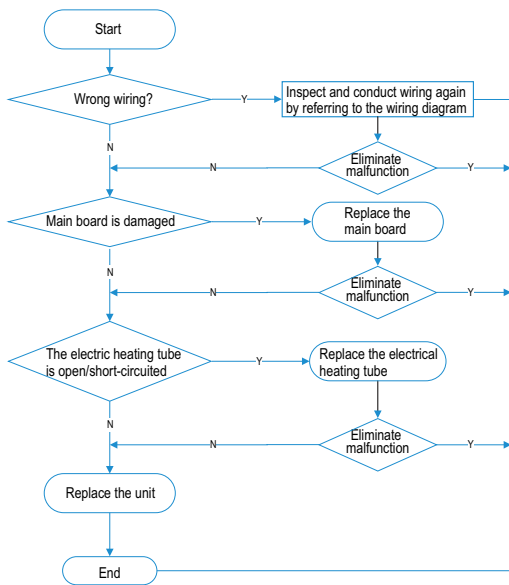 Start
Wrong wiring?
Y
Inspect and conduct wiring again
by referring to the wiring diagram
N
Eliminate
malfunction
N
Y
Main board is damaged
Y
Replace the
main board
N
Eliminate
malfunction
N
Y
The electric heating tube
is open/short-circuited
Y
Replace the electrical
heating tube
N
Eliminate
malfunction
N
Y
Replace the unit
End